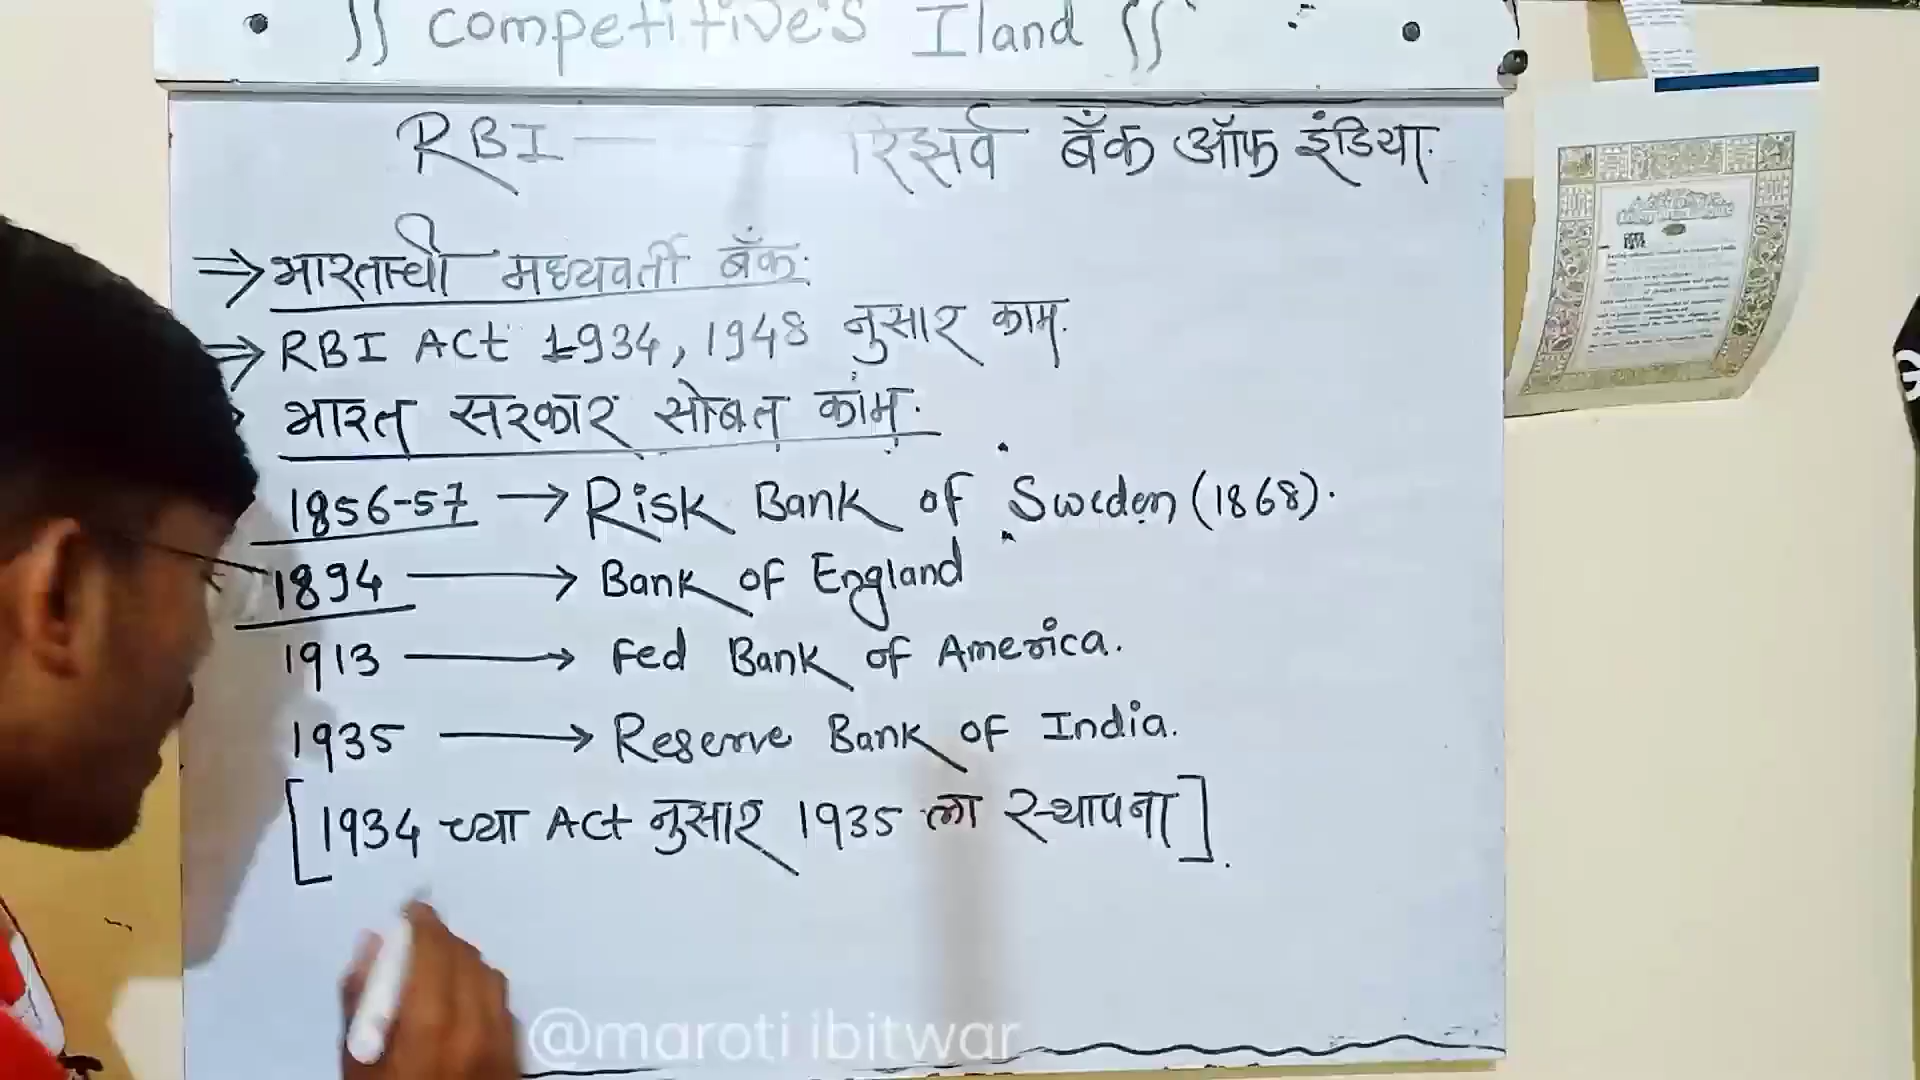 ∫∫ Competitive's Iland ∫∫
RBI — रिझर्व बँक ऑफ इंडिया.
⇒ भारताची मध्यवर्ती बँक.
⇒ RBI Act 1934, 1948 नुसार काम.
भारत सरकार सोबत काम.
1856-57 → Risk Bank of Sweden (1868).
1894 → Bank of England
1913 → Fed Bank of America.
1935 → Reserve Bank of India.
[1934 च्या Act नुसार 1935 ला स्थापना].
@maroti ibitwar